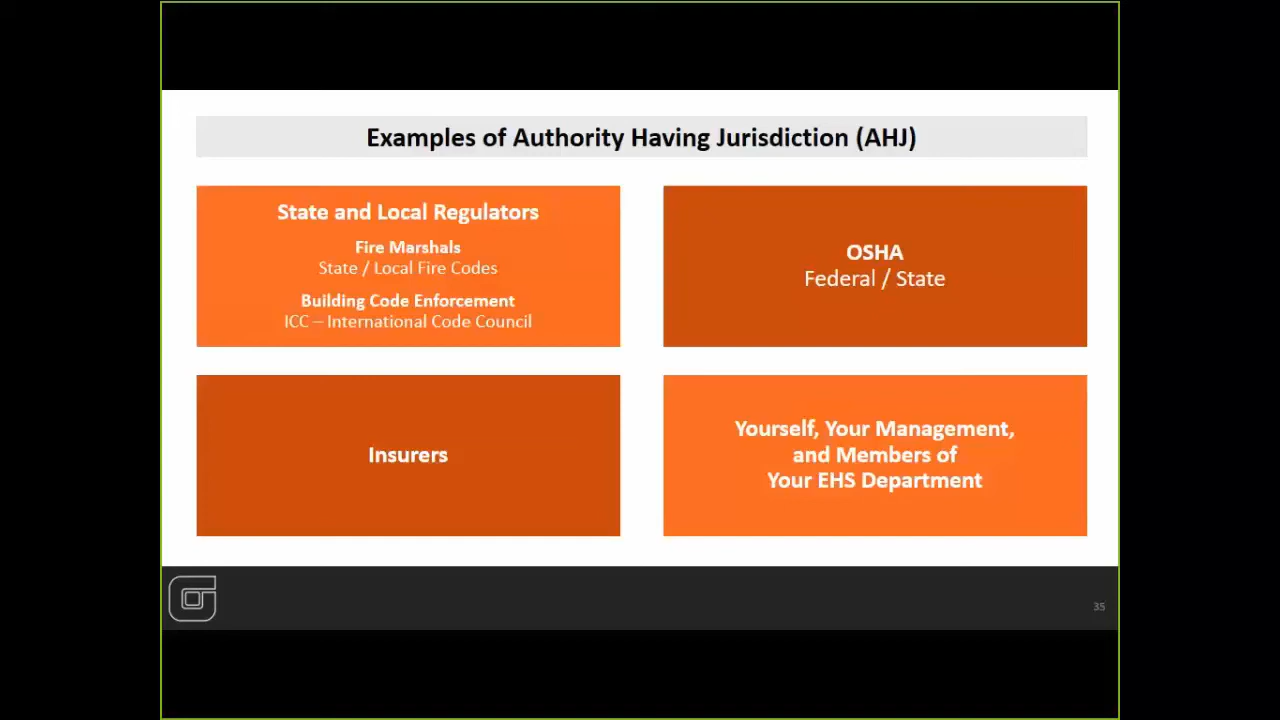 Examples of Authority Having Jurisdiction (AHJ)
State and Local Regulators
Fire Marshals
State / Local Fire Codes
Building Code Enforcement
ICC – International Code Council
OSHA
Federal / State
Insurers
Yourself, Your Management,
and Members of
Your EHS Department
35